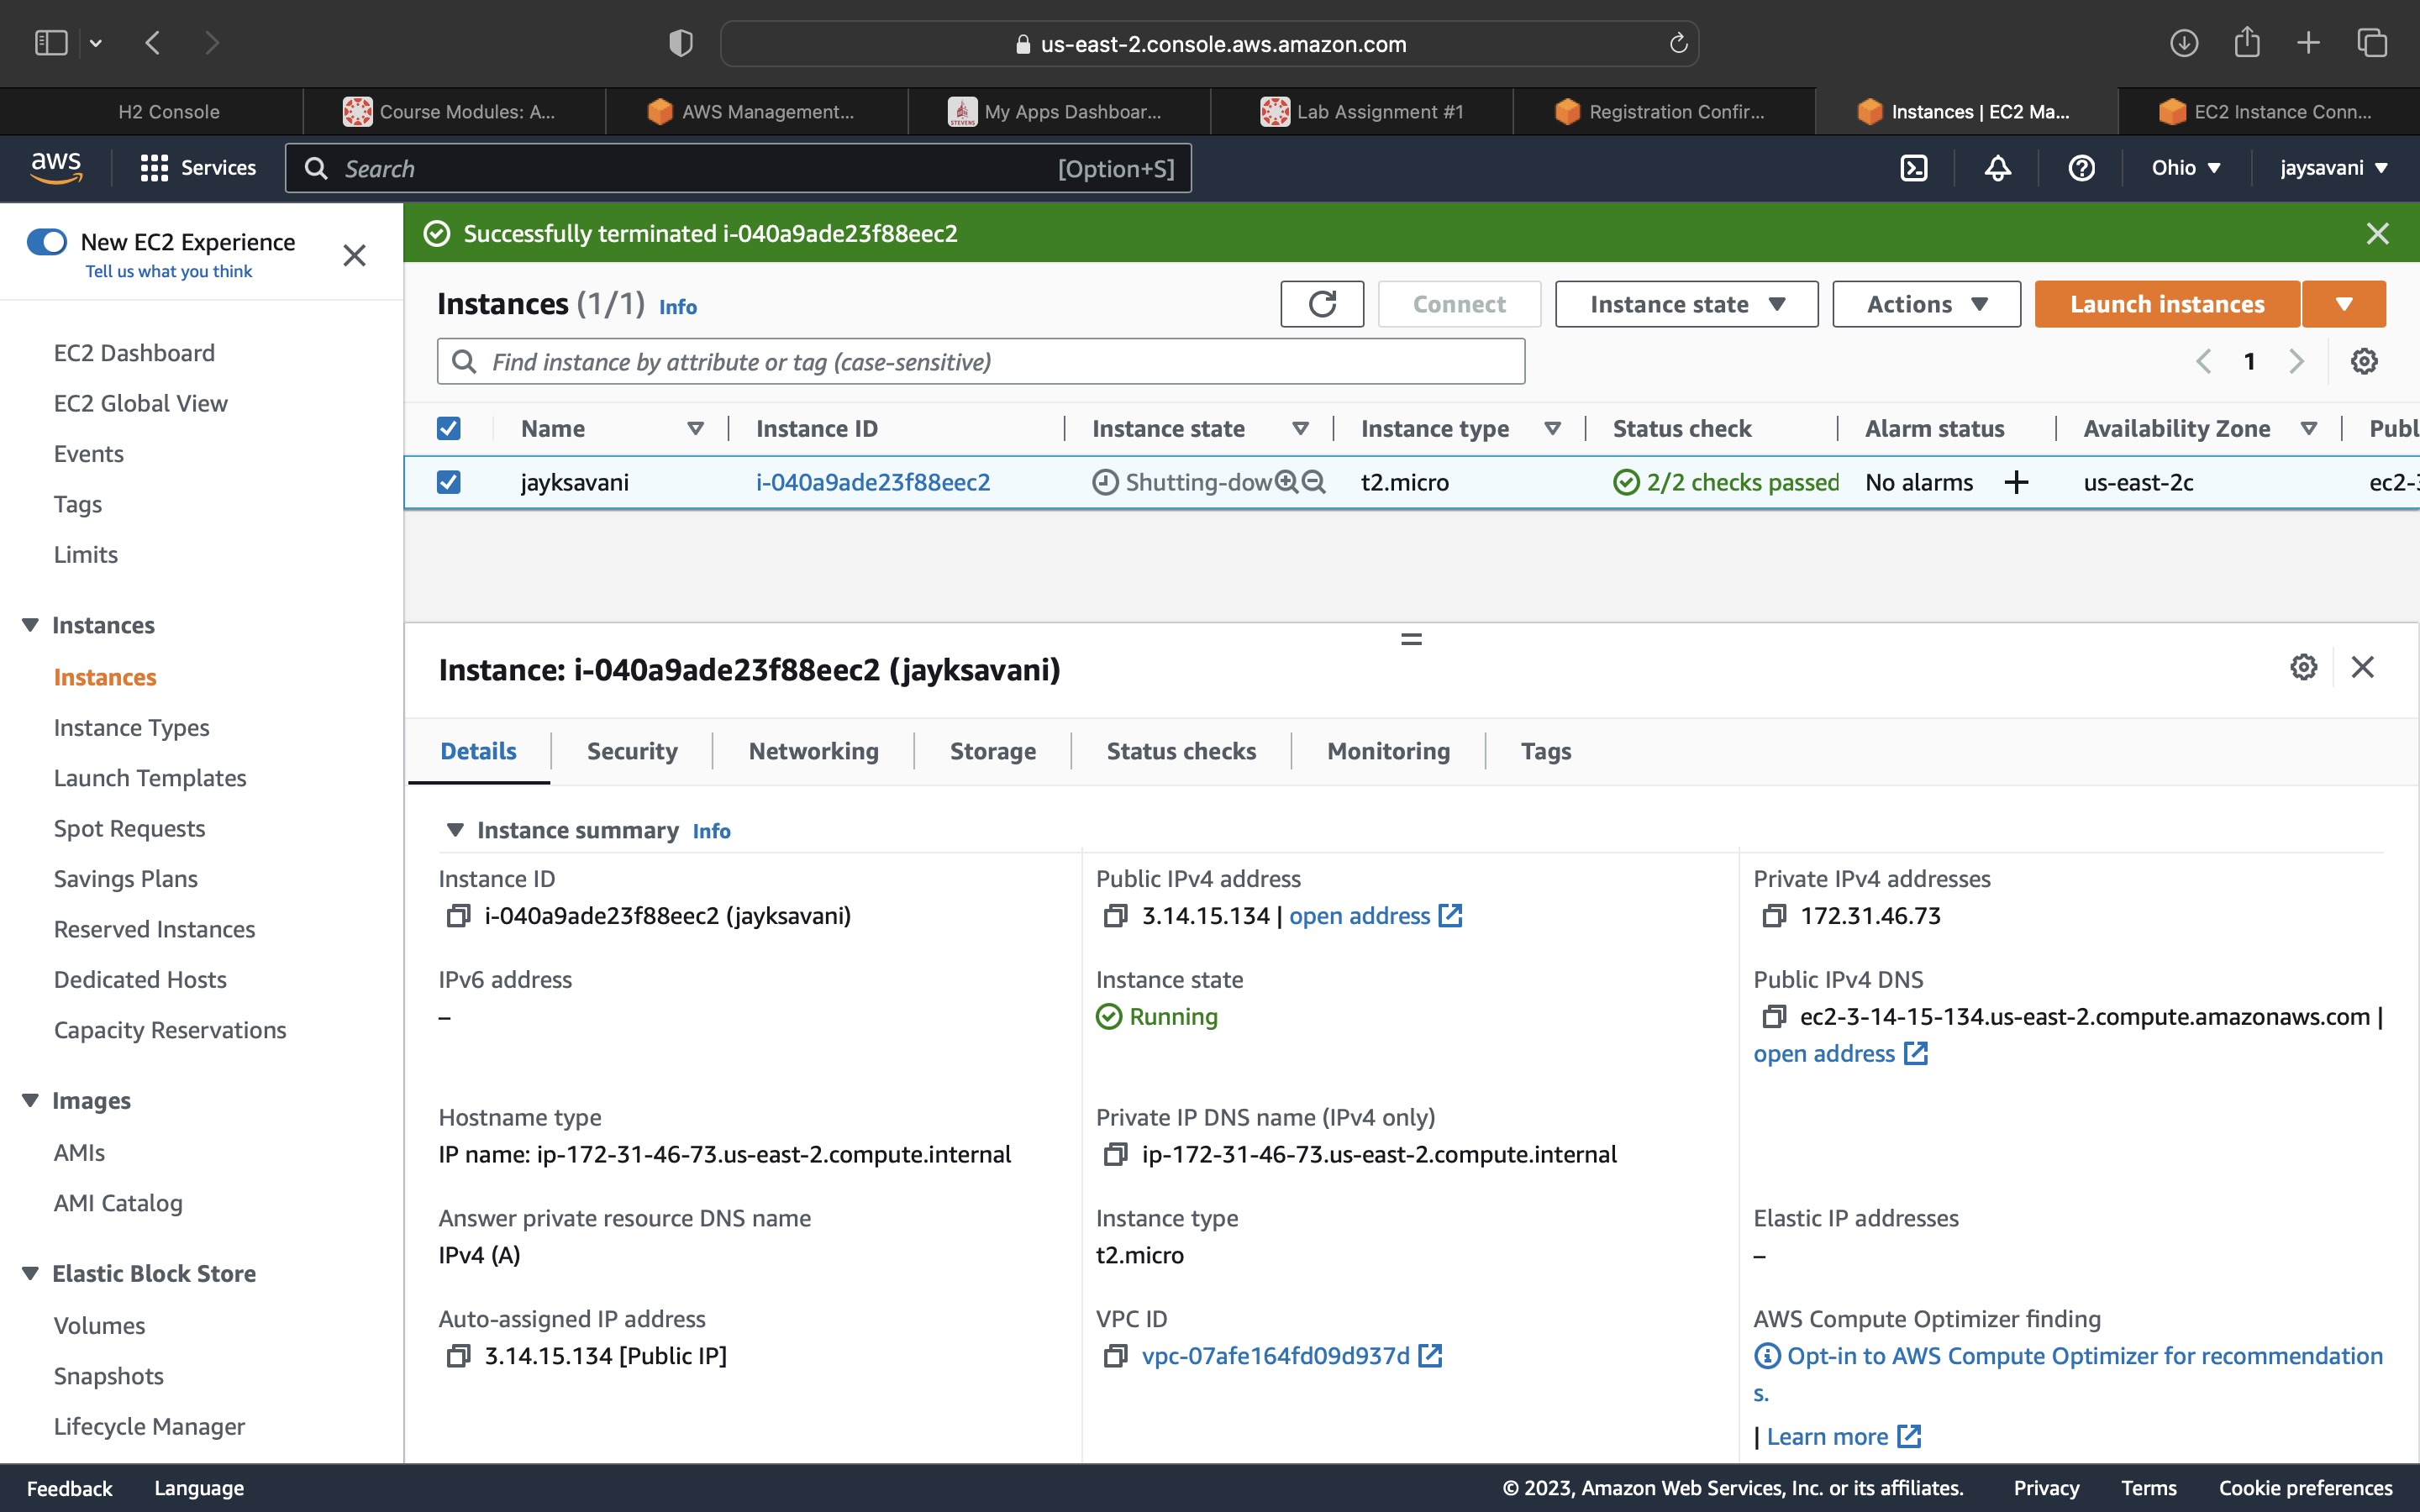 us-east-2.console.aws.amazon.com
H2 Console
Course Modules: A...
AWS Management...
My Apps Dashboar...
Lab Assignment #1
Registration Confir...
Instances | EC2 Ma...
EC2 Instance Conn...
aws
Services
Search
[Option+S]
Ohio
jaysavani
New EC2 Experience
Tell us what you think
EC2 Dashboard
EC2 Global View
Events
Tags
Limits
Instances
Instances
Instance Types
Launch Templates
Spot Requests
Savings Plans
Reserved Instances
Dedicated Hosts
Capacity Reservations
Images
AMIs
AMI Catalog
Elastic Block Store
Volumes
Snapshots
Lifecycle Manager
Successfully terminated i-040a9ade23f88eec2
Instances (1/1) Info
Connect
Instance state
Actions
Launch instances
Find instance by attribute or tag (case-sensitive)
1
Name
Instance ID
Instance state
Instance type
Status check
Alarm status
Availability Zone
Publ
jayksavani
i-040a9ade23f88eec2
Shutting-dow
t2.micro
2/2 checks passed
No alarms
us-east-2c
ec2-3
Instance: i-040a9ade23f88eec2 (jayksavani)
Details
Security
Networking
Storage
Status checks
Monitoring
Tags
Instance summary Info
Instance ID
i-040a9ade23f88eec2 (jayksavani)
Public IPv4 address
3.14.15.134 | open address
Private IPv4 addresses
172.31.46.73
IPv6 address
–
Instance state
Running
Public IPv4 DNS
ec2-3-14-15-134.us-east-2.compute.amazonaws.com |
open address
Hostname type
IP name: ip-172-31-46-73.us-east-2.compute.internal
Private IP DNS name (IPv4 only)
ip-172-31-46-73.us-east-2.compute.internal
Answer private resource DNS name
IPv4 (A)
Instance type
t2.micro
Elastic IP addresses
–
Auto-assigned IP address
3.14.15.134 [Public IP]
VPC ID
vpc-07afe164fd09d937d
AWS Compute Optimizer finding
Opt-in to AWS Compute Optimizer for recommendation
s.
| Learn more
Feedback
Language
© 2023, Amazon Web Services, Inc. or its affiliates.
Privacy
Terms
Cookie preferences